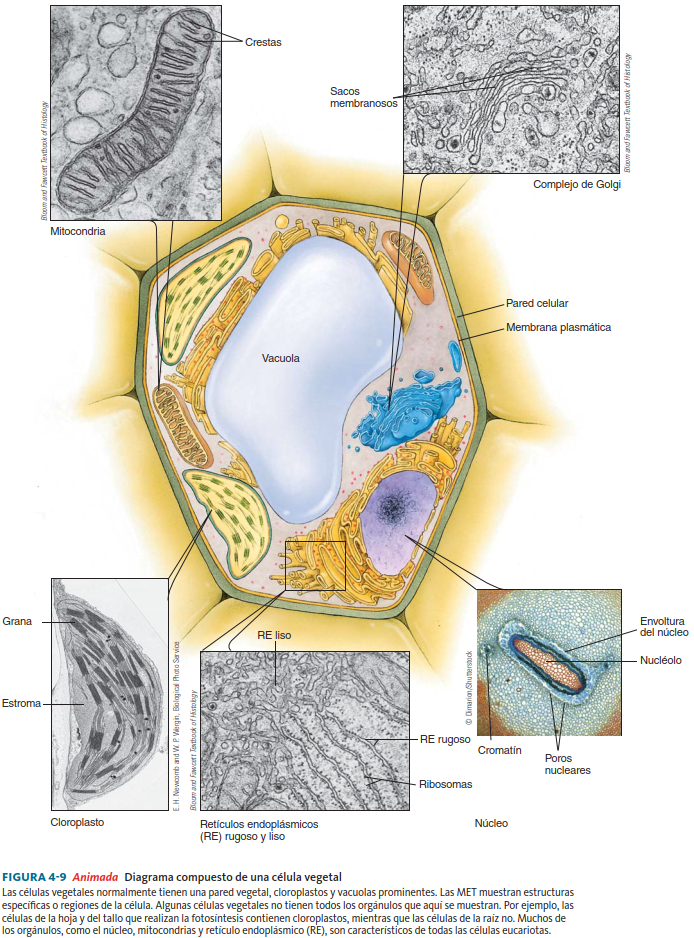 Crestas
Bloom and Fawcett Textbook of Histology
Mitocondria
Sacos
membranosos
Bloom and Fawcett Textbook of Histology
Complejo de Golgi
Pared celular
Membrana plasmática
Vacuola
Grana
Estroma
E. H. Newcomb and W. P. Wergin, Biological Photo Service
Cloroplasto
RE liso
Bloom and Fawcett Textbook of Histology
RE rugoso
Ribosomas
Retículos endoplásmicos
(RE) rugoso y liso
© Dimarion/Shutterstock
Envoltura
del núcleo
Nucléolo
Cromatín
Poros
nucleares
Núcleo
FIGURA 4-9 Animada Diagrama compuesto de una célula vegetal
Las células vegetales normalmente tienen una pared vegetal, cloroplastos y vacuolas prominentes. Las MET muestran estructuras
específicas o regiones de la célula. Algunas células vegetales no tienen todos los orgánulos que aquí se muestran. Por ejemplo, las
células de la hoja y del tallo que realizan la fotosíntesis contienen cloroplastos, mientras que las células de la raíz no. Muchos de
los orgánulos, como el núcleo, mitocondrias y retículo endoplásmico (RE), son característicos de todas las células eucariotas.